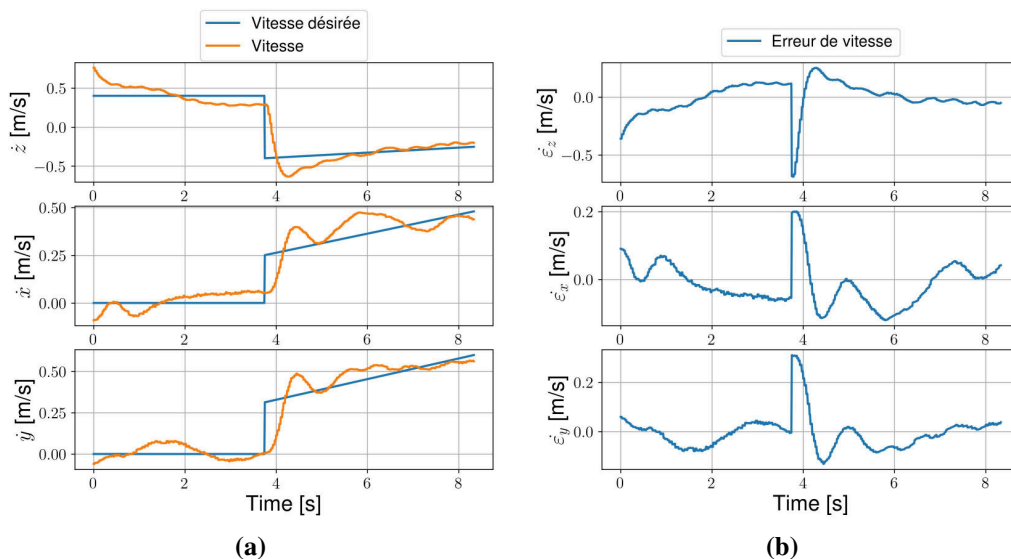 Vitesse désirée
Vitesse
ż [m/s]
0.5
0.0
−0.5
0 2 4 6 8
ẋ [m/s]
0.50
0.25
0.00
0 2 4 6 8
ẏ [m/s]
0.50
0.25
0.00
0 2 4 6 8
Time [s]
(a)
Erreur de vitesse
ε̇z [m/s]
0.0
−0.5
0 2 4 6 8
ε̇x [m/s]
0.2
0.0
0 2 4 6 8
ε̇y [m/s]
0.2
0.0
0 2 4 6 8
Time [s]
(b)